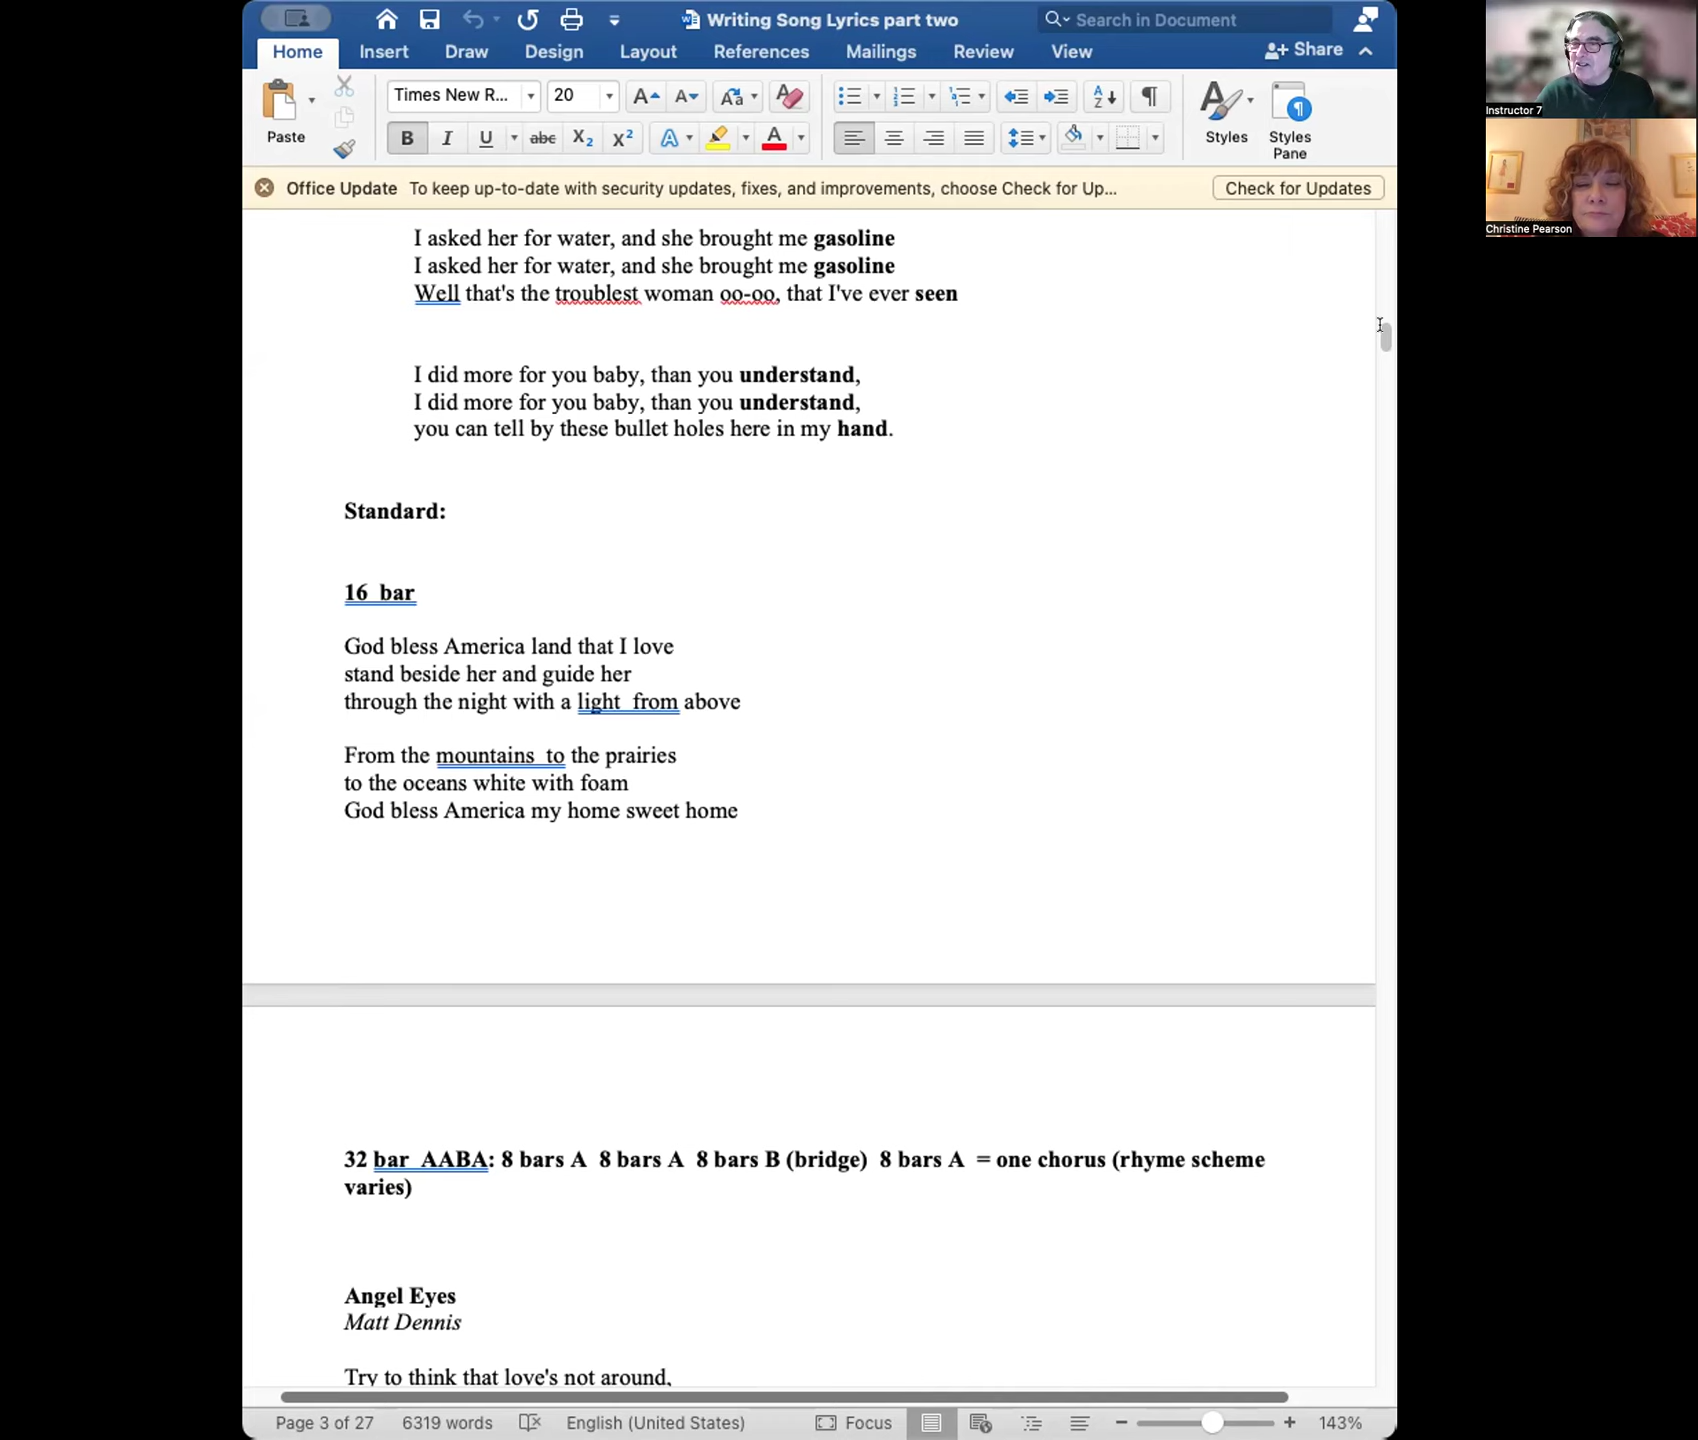 Writing Song Lyrics part two
Search in Document
Home Insert Draw Design Layout References Mailings Review View
Share
Paste
Times New R... 20
Styles
Styles Pane
Office Update To keep up-to-date with security updates, fixes, and improvements, choose Check for Up... Check for Updates
I asked her for water, and she brought me gasoline
I asked her for water, and she brought me gasoline
Well that's the troublest woman oo-oo, that I've ever seen
I did more for you baby, than you understand,
I did more for you baby, than you understand,
you can tell by these bullet holes here in my hand.
Standard:
16 bar
God bless America land that I love
stand beside her and guide her
through the night with a light from above
From the mountains to the prairies
to the oceans white with foam
God bless America my home sweet home
32 bar AABA: 8 bars A 8 bars A 8 bars B (bridge) 8 bars A = one chorus (rhyme scheme
varies)
Angel Eyes
Matt Dennis
Try to think that love's not around,
Page 3 of 27 6319 words English (United States) Focus 143%
Instructor 7
Christine Pearson